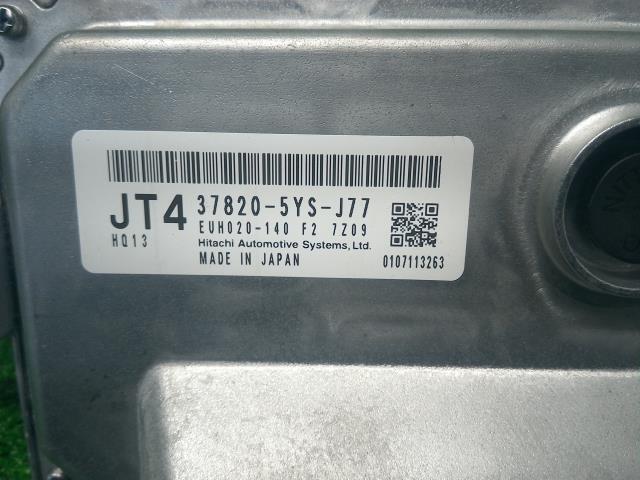 JT4 37820-5YS-J77
HQ13 EUH020-140 F2 7Z09
Hitachi Automotive Systems, Ltd.
MADE IN JAPAN 0107113263